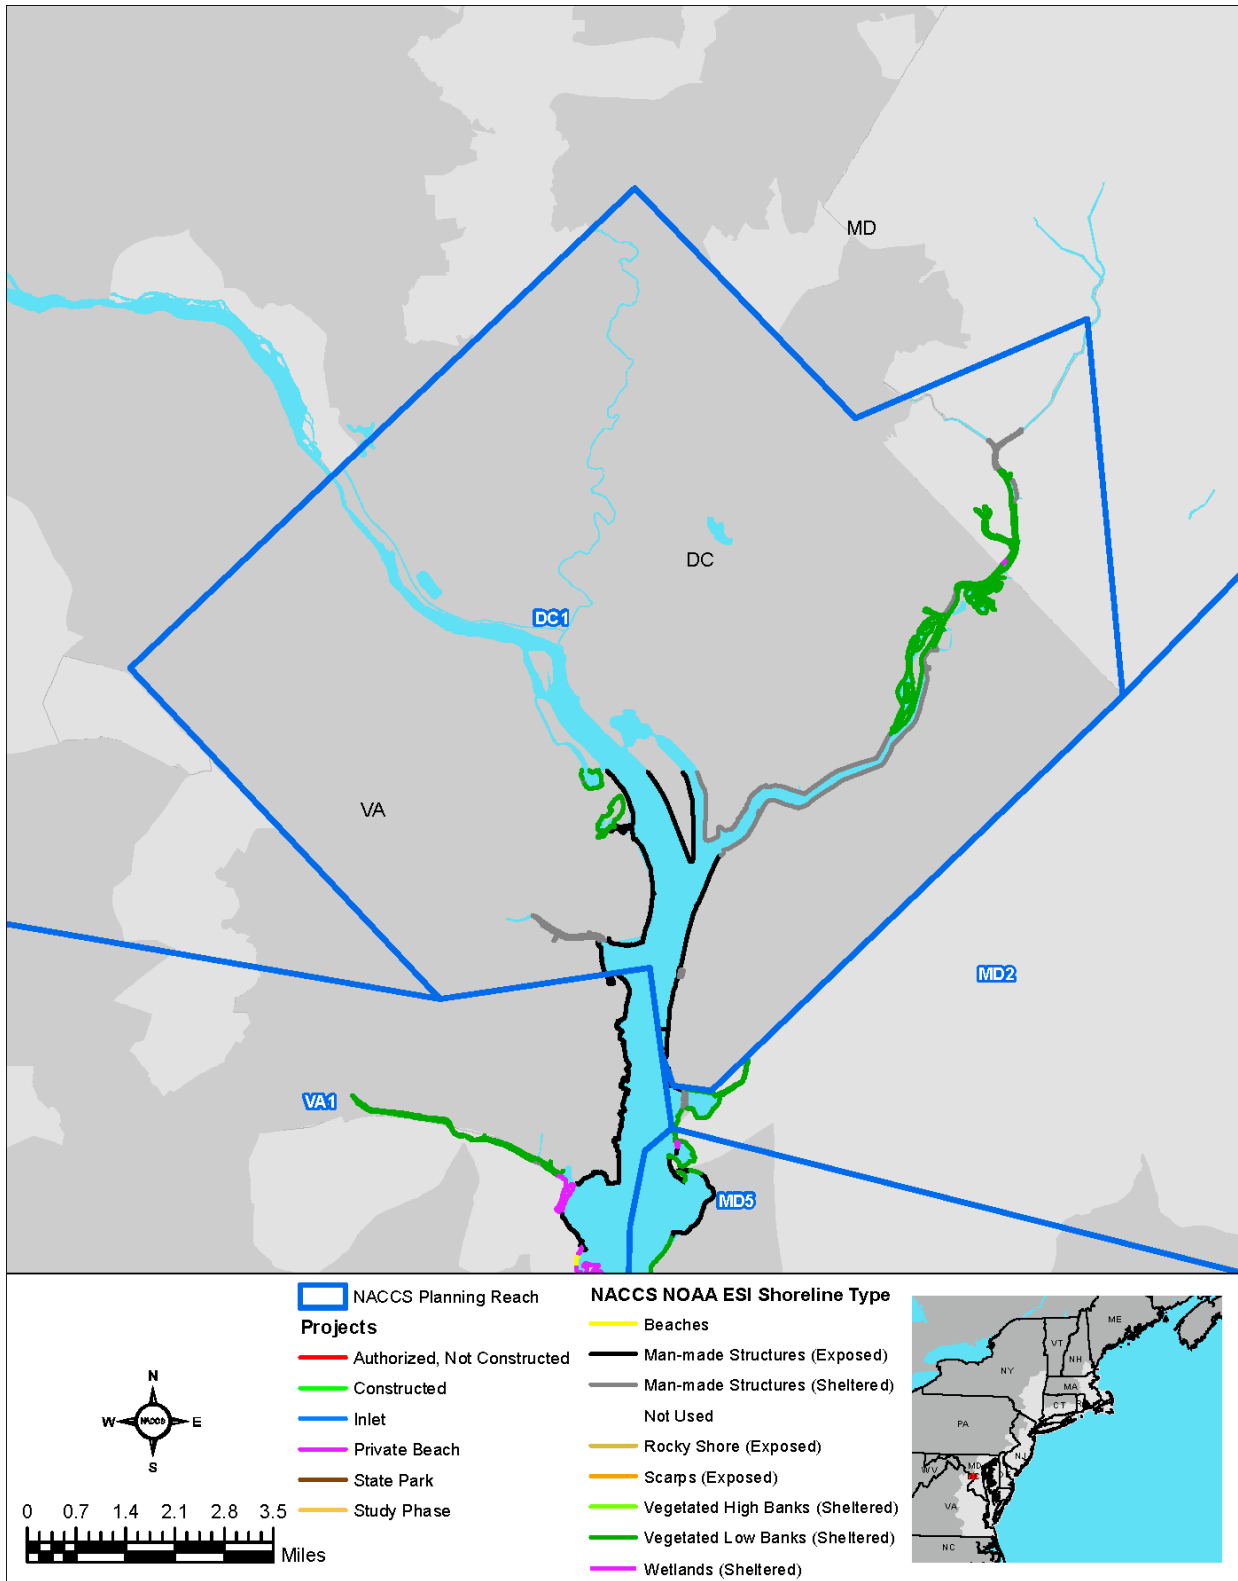 MD
DC
DC1
VA
MD2
VA1
MD5
NACCS Planning Reach
Projects
Authorized, Not Constructed
Constructed
Inlet
Private Beach
State Park
Study Phase
NACCS NOAA ESI Shoreline Type
Beaches
Man-made Structures (Exposed)
Man-made Structures (Sheltered)
Not Used
Rocky Shore (Exposed)
Scarps (Exposed)
Vegetated High Banks (Sheltered)
Vegetated Low Banks (Sheltered)
Wetlands (Sheltered)
N
W NACCS E
S
0 0.7 1.4 2.1 2.8 3.5
Miles
ME
VT
NH
NY
MA
CT
PA
NJ
WV
MD
VA
NC